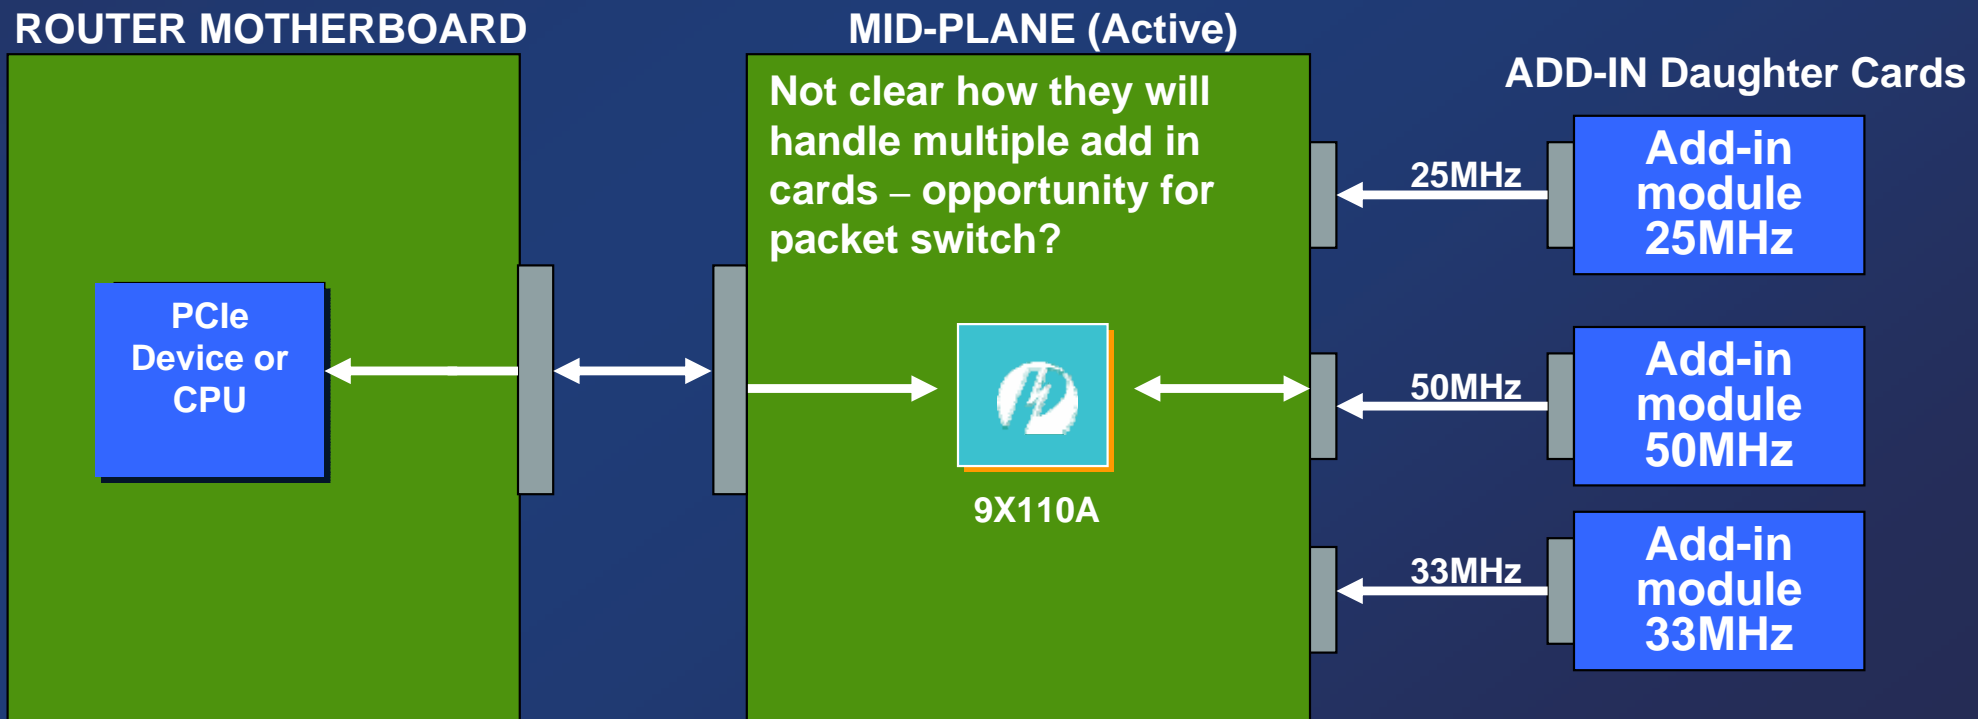 ROUTER MOTHERBOARD
MID-PLANE (Active)
ADD-IN Daughter Cards
Not clear how they will
handle multiple add in
cards – opportunity for
packet switch?
PCIe
Device or
CPU
9X110A
25MHz
Add-in
module
25MHz
50MHz
Add-in
module
50MHz
33MHz
Add-in
module
33MHz